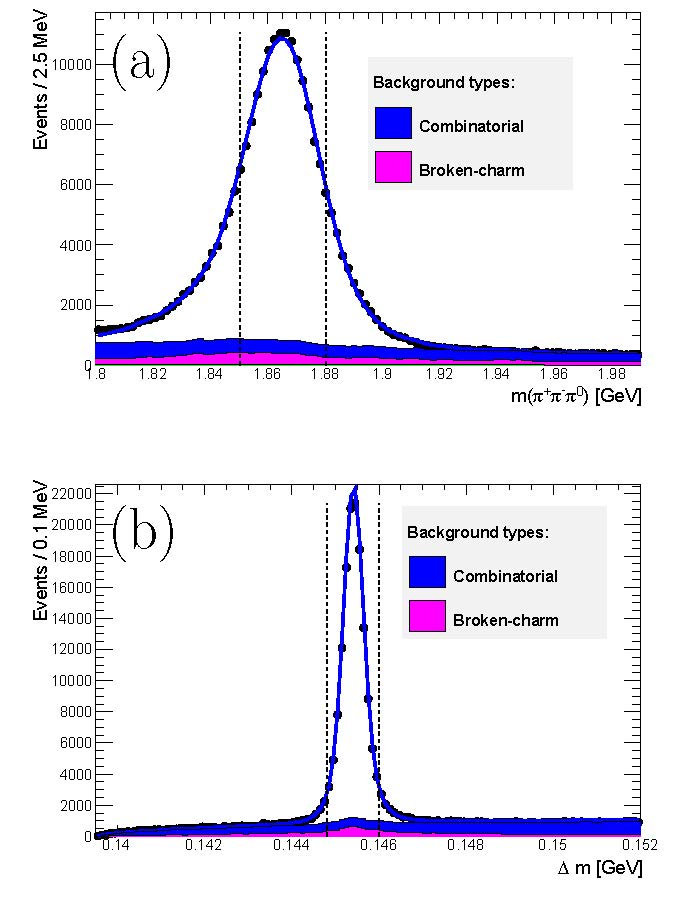 (a)
Events / 2.5 MeV
10000
8000
6000
4000
2000
0
Background types:
Combinatorial
Broken-charm
1.8 1.82 1.84 1.86 1.88 1.9 1.92 1.94 1.96 1.98
m(π⁺π⁻π⁰) [GeV]
(b)
Events / 0.1 MeV
22000
20000
18000
16000
14000
12000
10000
8000
6000
4000
2000
0
Background types:
Combinatorial
Broken-charm
0.14 0.142 0.144 0.146 0.148 0.15 0.152
Δ m [GeV]